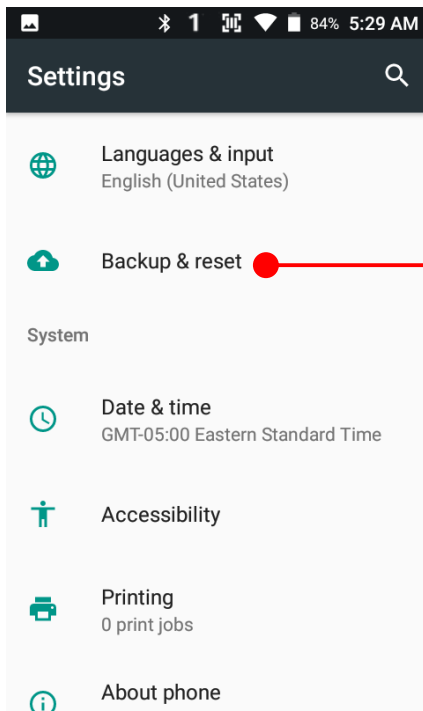 1 84% 5:29 AM
Settings
Languages & input
English (United States)
Backup & reset
System
Date & time
GMT-05:00 Eastern Standard Time
Accessibility
Printing
0 print jobs
About phone